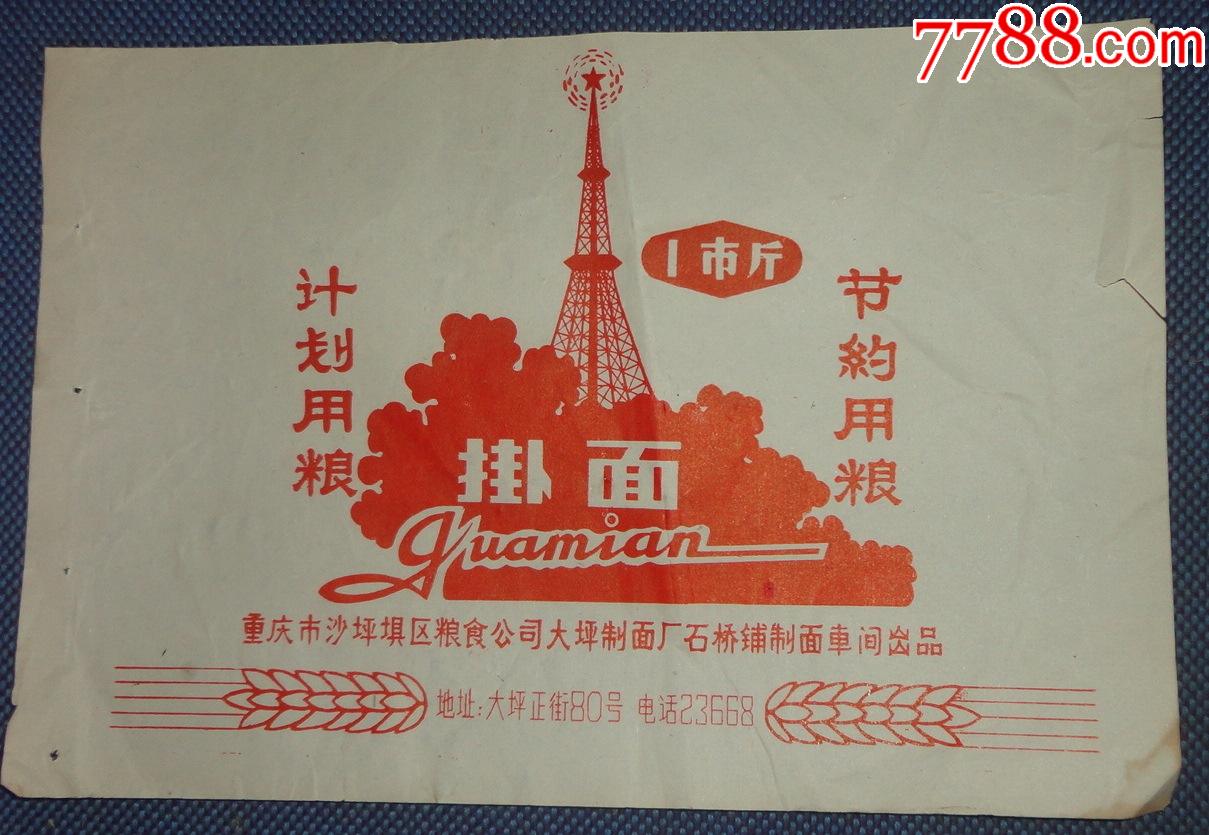 7788.com
1市斤
计划用粮
节約用粮
掛面
guamian
重庆市沙坪垻区粮食公司大坪制面厂石桥铺制面車间出品
地址:大坪正街80号 电话23668